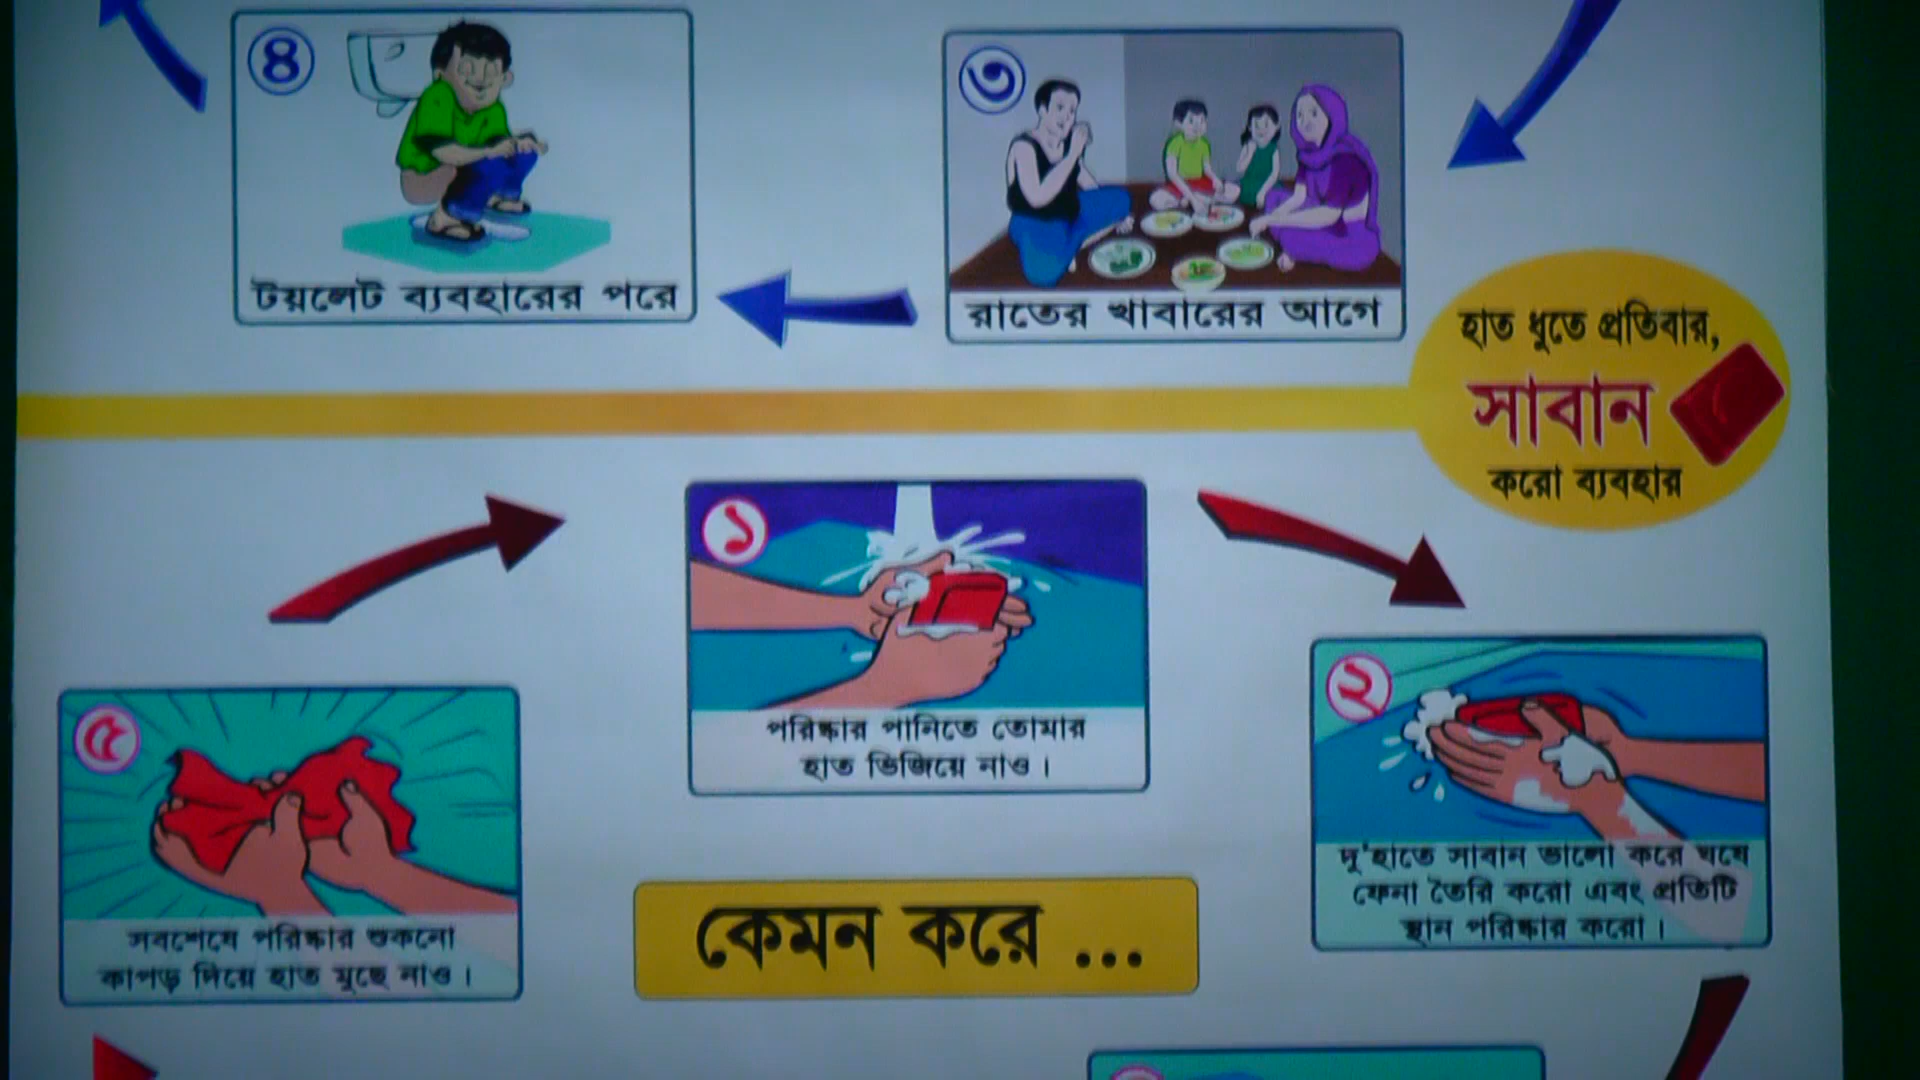 ৪
টয়লেট ব্যবহারের পরে
৩
রাতের খাবারের আগে
হাত ধুতে প্রতিবার,
সাবান
করো ব্যবহার
১
পরিষ্কার পানিতে তোমার
হাত ভিজিয়ে নাও।
২
দু'হাতে সাবান ভালো করে ঘষে
ফেনা তৈরি করো এবং প্রতিটি
স্থান পরিষ্কার করো।
৫
সবশেষে পরিষ্কার শুকনো
কাপড় দিয়ে হাত মুছে নাও।
কেমন করে ...